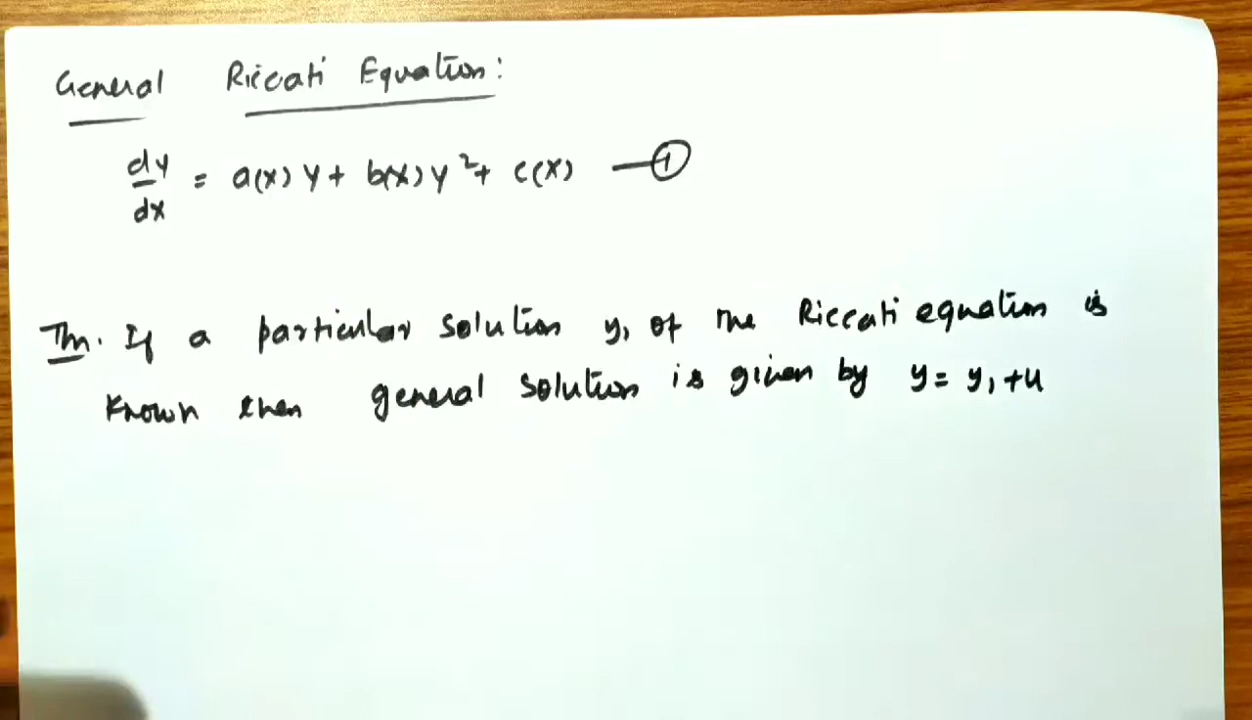 General Riccati Equation:
dy/dx = a(x) y + b(x) y² + c(x) —①
Thm. If a particular solution y₁ of the Riccati equation is
known then general solution is given by y = y₁ + u